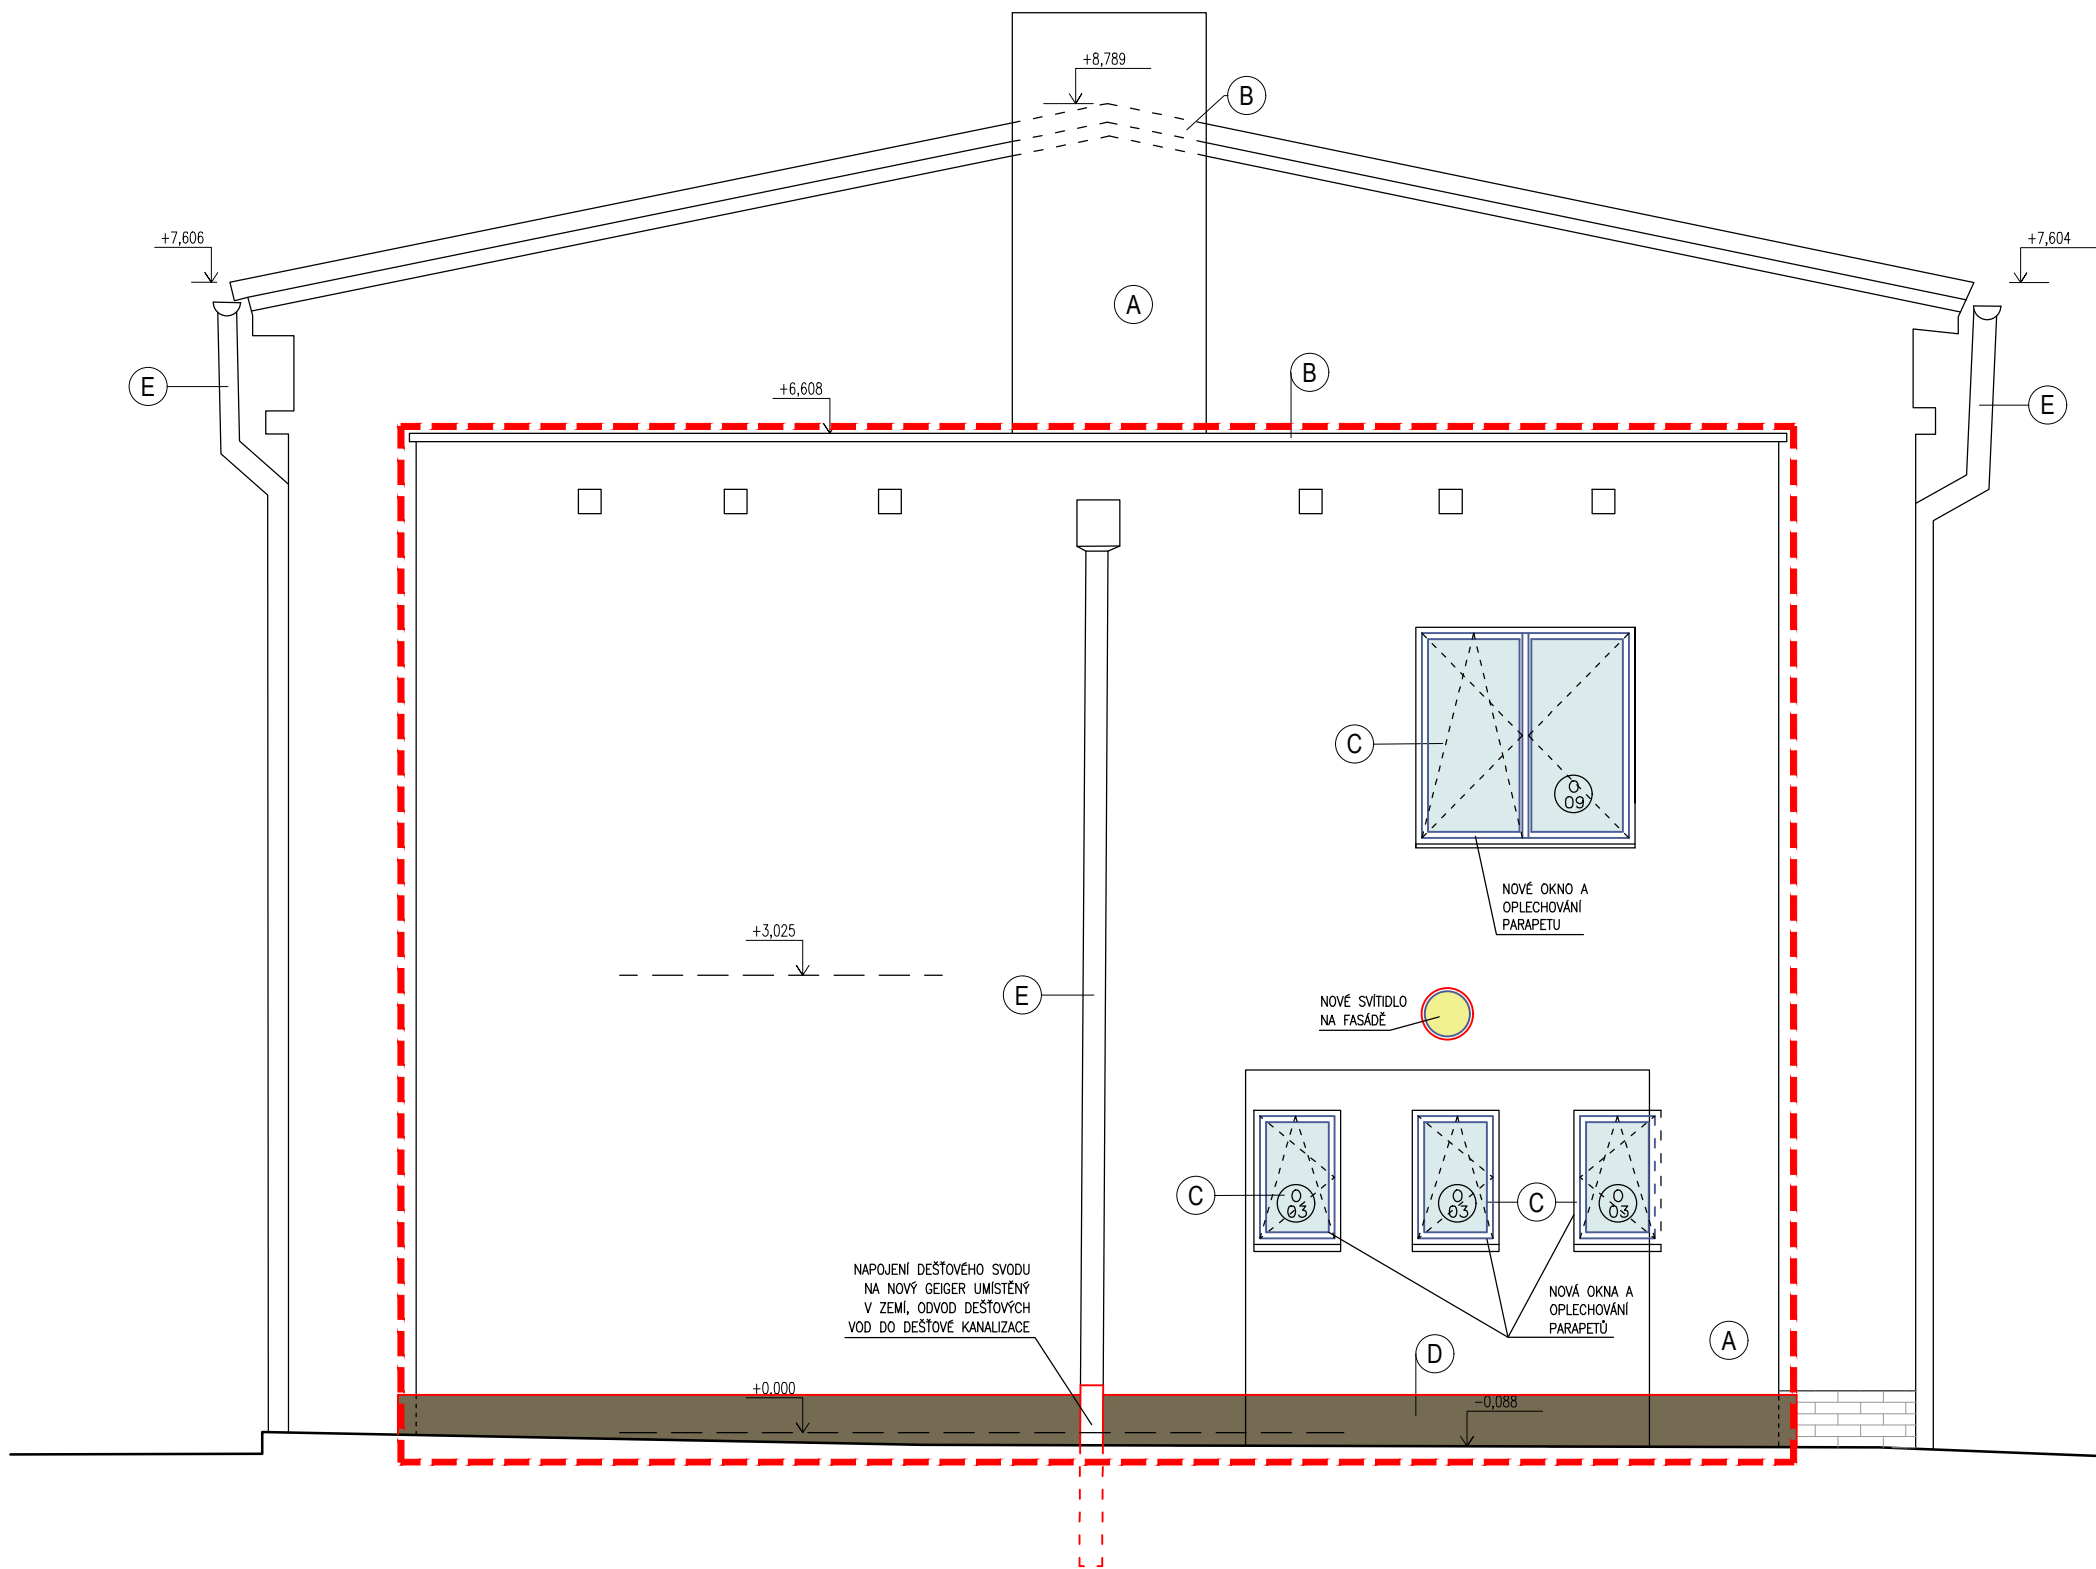 +8,789
B
+7,606
+7,604
A
B
E
+6,608
E
C
O
09
NOVÉ OKNO A
OPLECHOVÁNÍ
PARAPETU
+3,025
E
NOVÉ SVÍTIDLO
NA FASÁDĚ
C
O
03
O
03
C
O
03
NAPOJENÍ DEŠŤOVÉHO SVODU
NA NOVÝ GEIGER UMÍSTĚNÝ
V ZEMÍ, ODVOD DEŠŤOVÝCH
VOD DO DEŠŤOVÉ KANALIZACE
NOVÁ OKNA A
OPLECHOVÁNÍ
PARAPETŮ
A
D
+0,000
-0,088